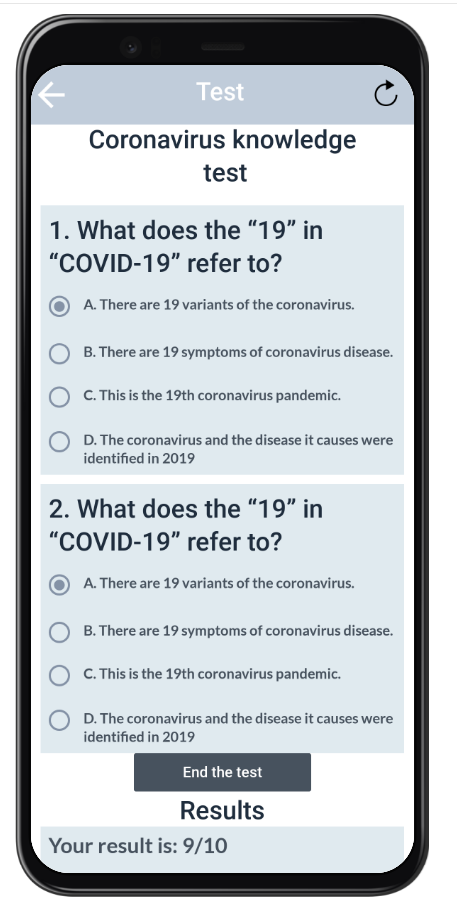 Test
Coronavirus knowledge
test
1. What does the “19” in
“COVID-19” refer to?
A. There are 19 variants of the coronavirus.
B. There are 19 symptoms of coronavirus disease.
C. This is the 19th coronavirus pandemic.
D. The coronavirus and the disease it causes were
identified in 2019
2. What does the “19” in
“COVID-19” refer to?
A. There are 19 variants of the coronavirus.
B. There are 19 symptoms of coronavirus disease.
C. This is the 19th coronavirus pandemic.
D. The coronavirus and the disease it causes were
identified in 2019
End the test
Results
Your result is: 9/10